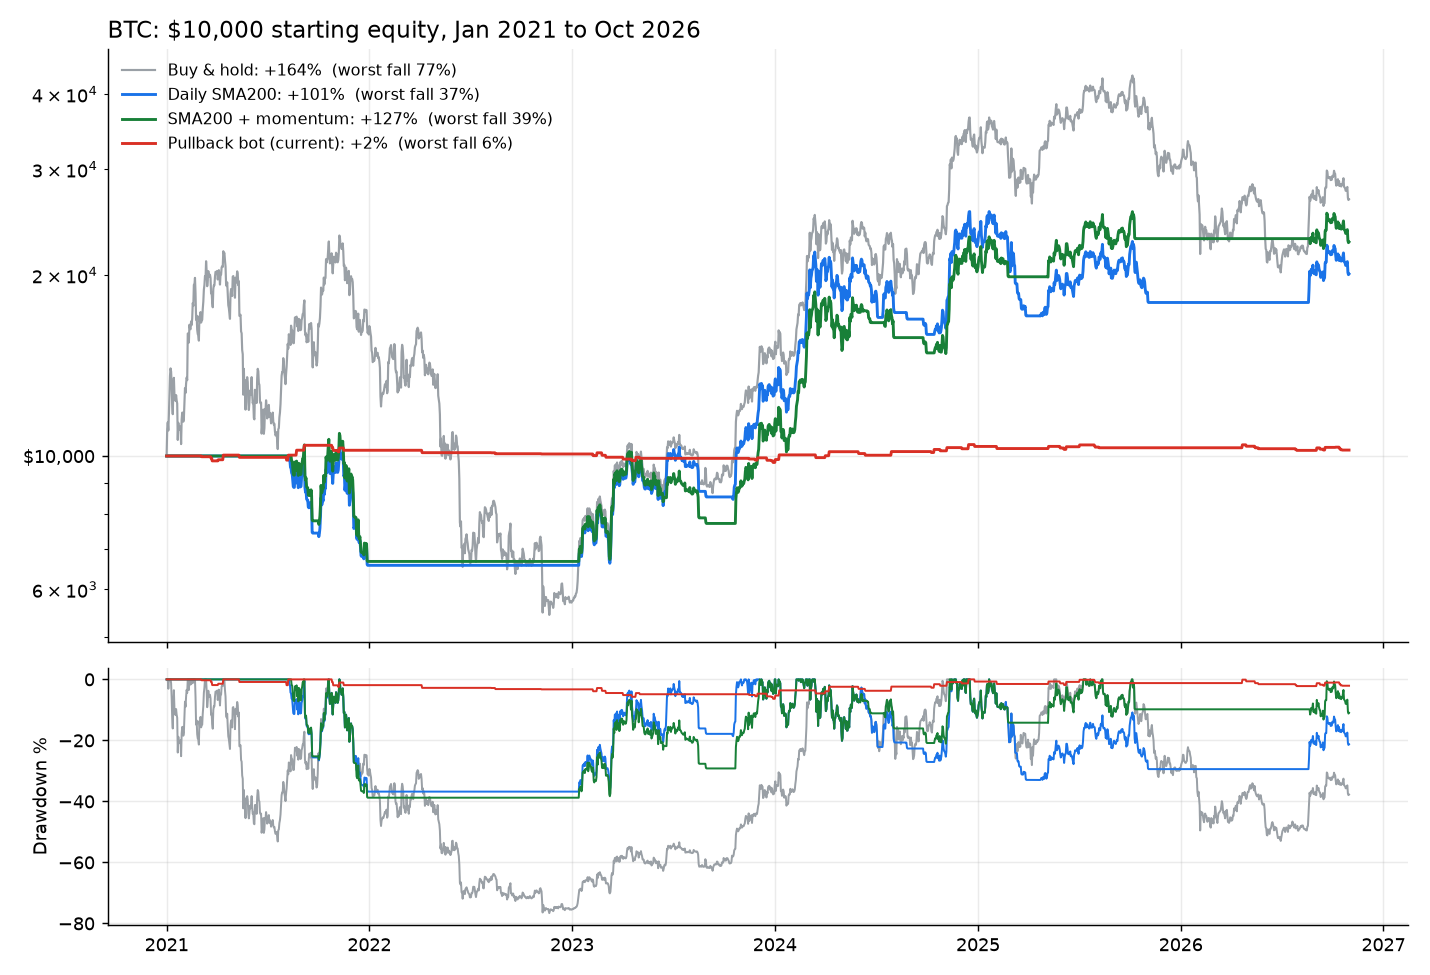 BTC: $10,000 starting equity, Jan 2021 to Oct 2026
Buy & hold: +164%  (worst fall 77%)
Daily SMA200: +101%  (worst fall 37%)
SMA200 + momentum: +127%  (worst fall 39%)
Pullback bot (current): +2%  (worst fall 6%)
4 × 10⁴
3 × 10⁴
2 × 10⁴
$10,000
6 × 10³
Drawdown %
0
−20
−40
−60
−80
2021 2022 2023 2024 2025 2026 2027